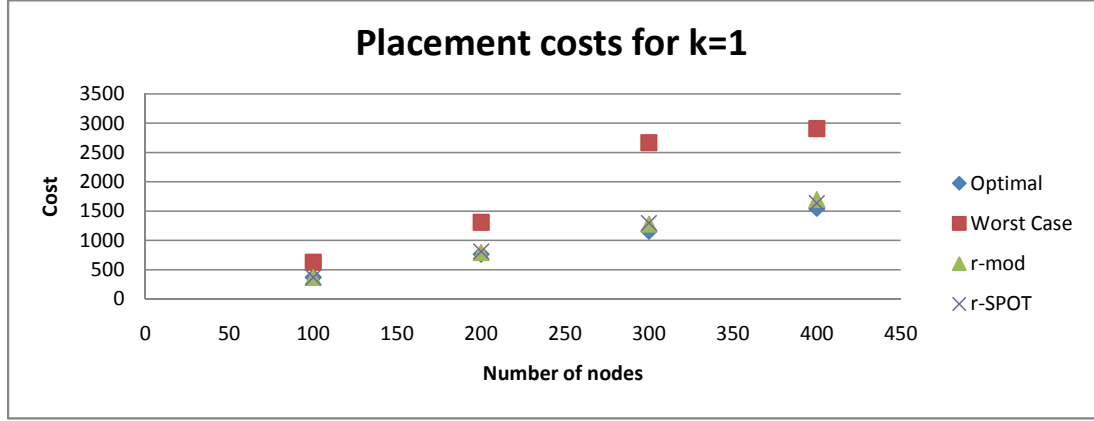 Placement costs for k=1
3500
3000
2500
2000
1500
1000
500
0
Cost
0 50 100 150 200 250 300 350 400 450
Number of nodes
Optimal
Worst Case
r-mod
r-SPOT